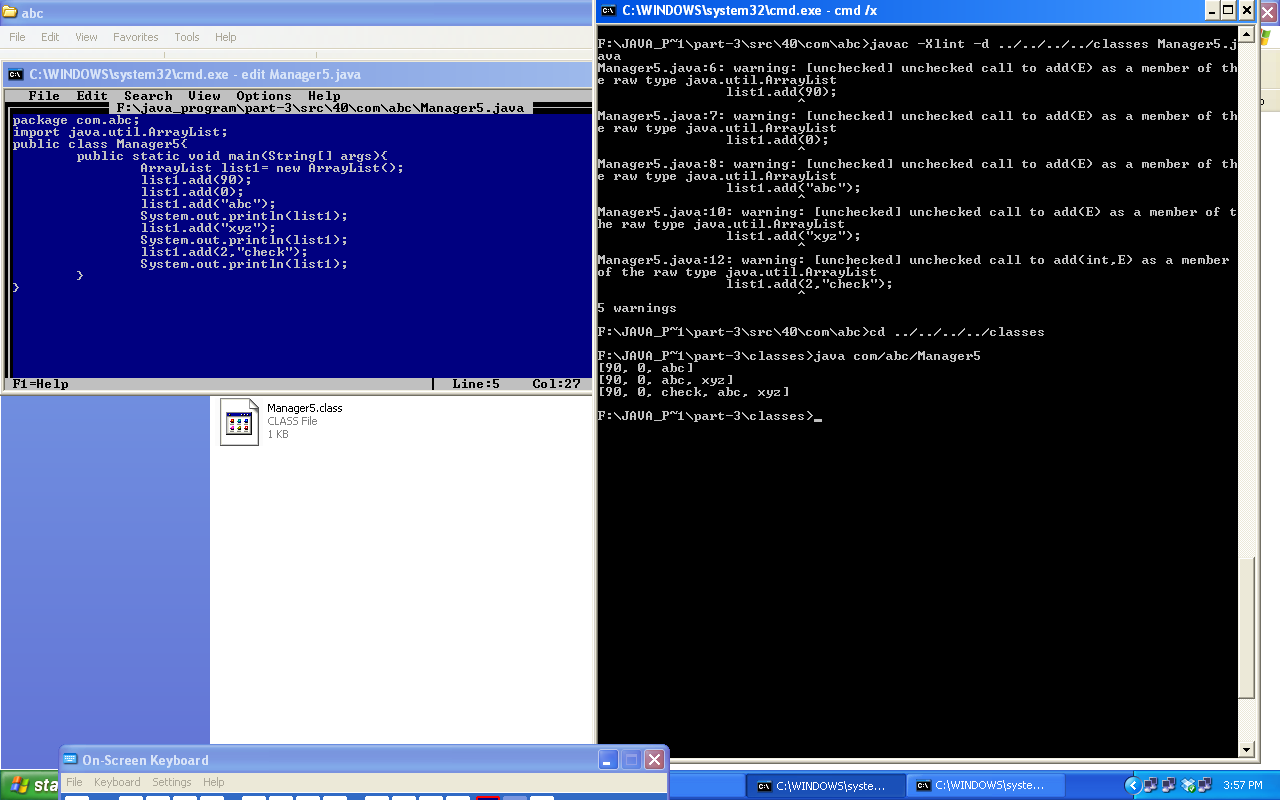 abc
File Edit View Favorites Tools Help
C:\WINDOWS\system32\cmd.exe - edit Manager5.java
File Edit Search View Options Help
F:\java_program\part-3\src\40\com\abc\Manager5.java
package com.abc;
import java.util.ArrayList;
public class Manager5{
public static void main(String[] args){
ArrayList list1= new ArrayList();
list1.add(90);
list1.add(0);
list1.add("abc");
System.out.println(list1);
list1.add("xyz");
System.out.println(list1);
list1.add(2,"check");
System.out.println(list1);
}
}
F1=Help Line:5 Col:27
Manager5.class
CLASS File
1 KB
C:\WINDOWS\system32\cmd.exe - cmd /x
F:\JAVA_P~1\part-3\src\40\com\abc>javac -Xlint -d ../../../../classes Manager5.j
ava
Manager5.java:6: warning: [unchecked] unchecked call to add(E) as a member of th
e raw type java.util.ArrayList
list1.add(90);
^
Manager5.java:7: warning: [unchecked] unchecked call to add(E) as a member of th
e raw type java.util.ArrayList
list1.add(0);
^
Manager5.java:8: warning: [unchecked] unchecked call to add(E) as a member of th
e raw type java.util.ArrayList
list1.add("abc");
^
Manager5.java:10: warning: [unchecked] unchecked call to add(E) as a member of t
he raw type java.util.ArrayList
list1.add("xyz");
^
Manager5.java:12: warning: [unchecked] unchecked call to add(int,E) as a member
of the raw type java.util.ArrayList
list1.add(2,"check");
^
5 warnings
F:\JAVA_P~1\part-3\src\40\com\abc>cd ../../../../classes
F:\JAVA_P~1\part-3\classes>java com/abc/Manager5
[90, 0, abc]
[90, 0, abc, xyz]
[90, 0, check, abc, xyz]
F:\JAVA_P~1\part-3\classes>_
On-Screen Keyboard
File Keyboard Settings Help
sta
C:\WINDOWS\syste...
C:\WINDOWS\syste...
3:57 PM